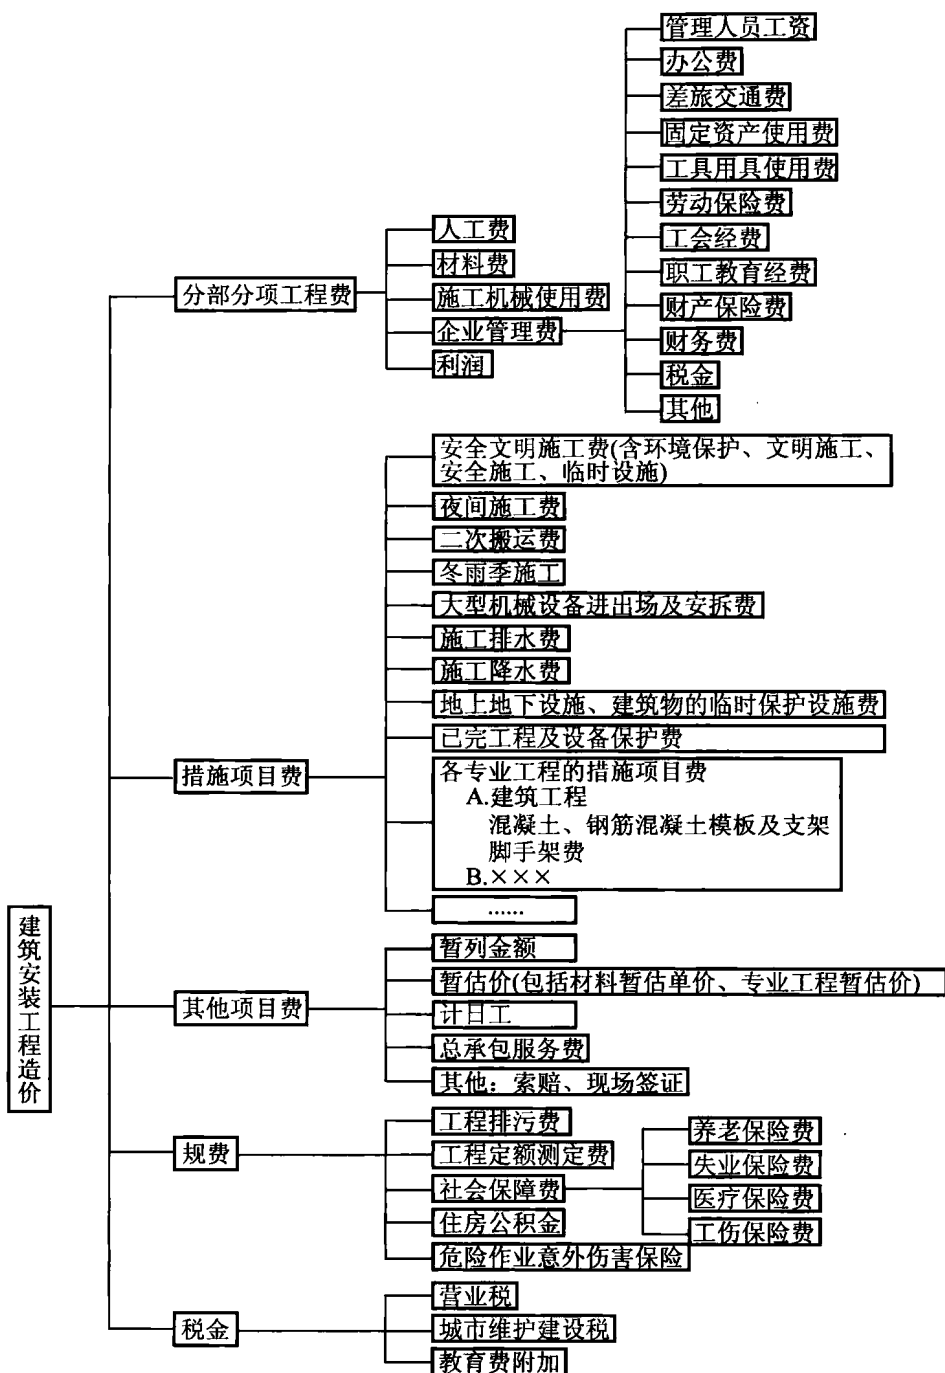 建筑安装工程造价
分部分项工程费
人工费
材料费
施工机械使用费
企业管理费
利润
管理人员工资
办公费
差旅交通费
固定资产使用费
工具用具使用费
劳动保险费
工会经费
职工教育经费
财产保险费
财务费
税金
其他
措施项目费
安全文明施工费(含环境保护、文明施工、
安全施工、临时设施)
夜间施工费
二次搬运费
冬雨季施工
大型机械设备进出场及安拆费
施工排水费
施工降水费
地上地下设施、建筑物的临时保护设施费
已完工程及设备保护费
各专业工程的措施项目费
A.建筑工程
混凝土、钢筋混凝土模板及支架
脚手架费
B.×××
……
其他项目费
暂列金额
暂估价(包括材料暂估单价、专业工程暂估价)
计日工
总承包服务费
其他：索赔、现场签证
规费
工程排污费
工程定额测定费
社会保障费
住房公积金
危险作业意外伤害保险
养老保险费
失业保险费
医疗保险费
工伤保险费
税金
营业税
城市维护建设税
教育费附加